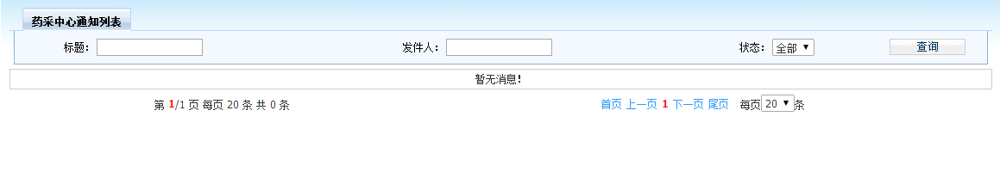 药采中心通知列表
标题： 发件人： 状态： 全部 查询
暂无消息！
第 1/1 页 每页 20 条 共 0 条 首页 上一页 1 下一页 尾页 每页 20 条